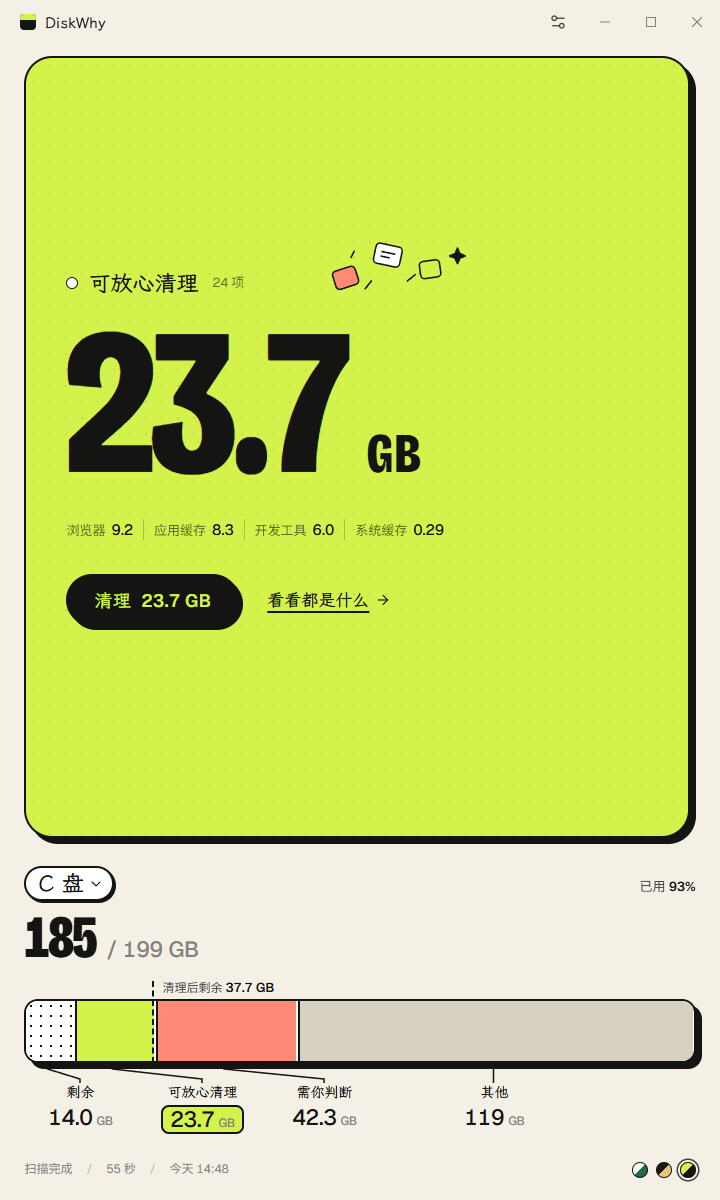 DiskWhy
可放心清理 24 项
23.7 GB
浏览器 9.2 应用缓存 8.3 开发工具 6.0 系统缓存 0.29
清理 23.7 GB 看看都是什么 →
C 盘
已用 93%
185 / 199 GB
清理后剩余 37.7 GB
剩余 可放心清理 需你判断 其他
14.0 GB 23.7 GB 42.3 GB 119 GB
扫描完成 / 55 秒 / 今天 14:48